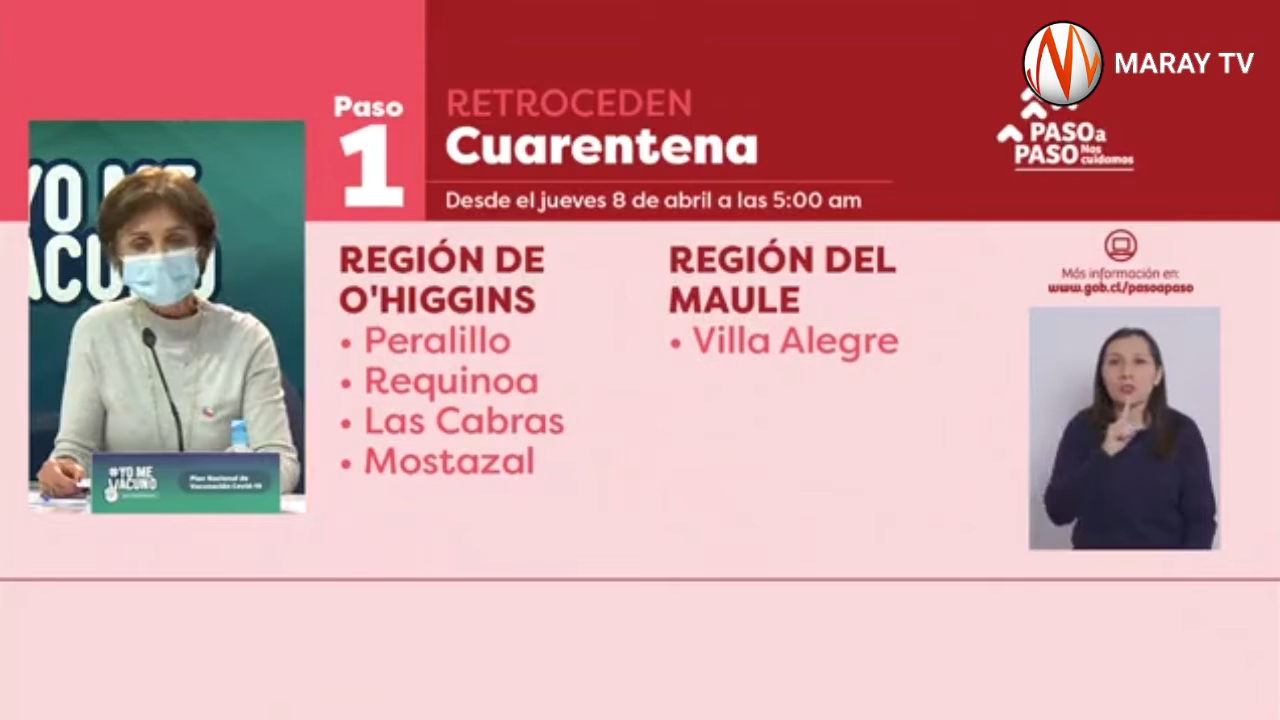 MARAY TV
PASO a
PASO Nos
cuidamos
Paso
1
RETROCEDEN
Cuarentena
Desde el jueves 8 de abril a las 5:00 am
YO ME
VACUNO
#YO ME
VACUNO
Plan Nacional de
Vacunación Covid-19
REGIÓN DE
O'HIGGINS
• Peralillo
• Requinoa
• Las Cabras
• Mostazal
REGIÓN DEL
MAULE
• Villa Alegre
Más información en:
www.gob.cl/pasoapaso